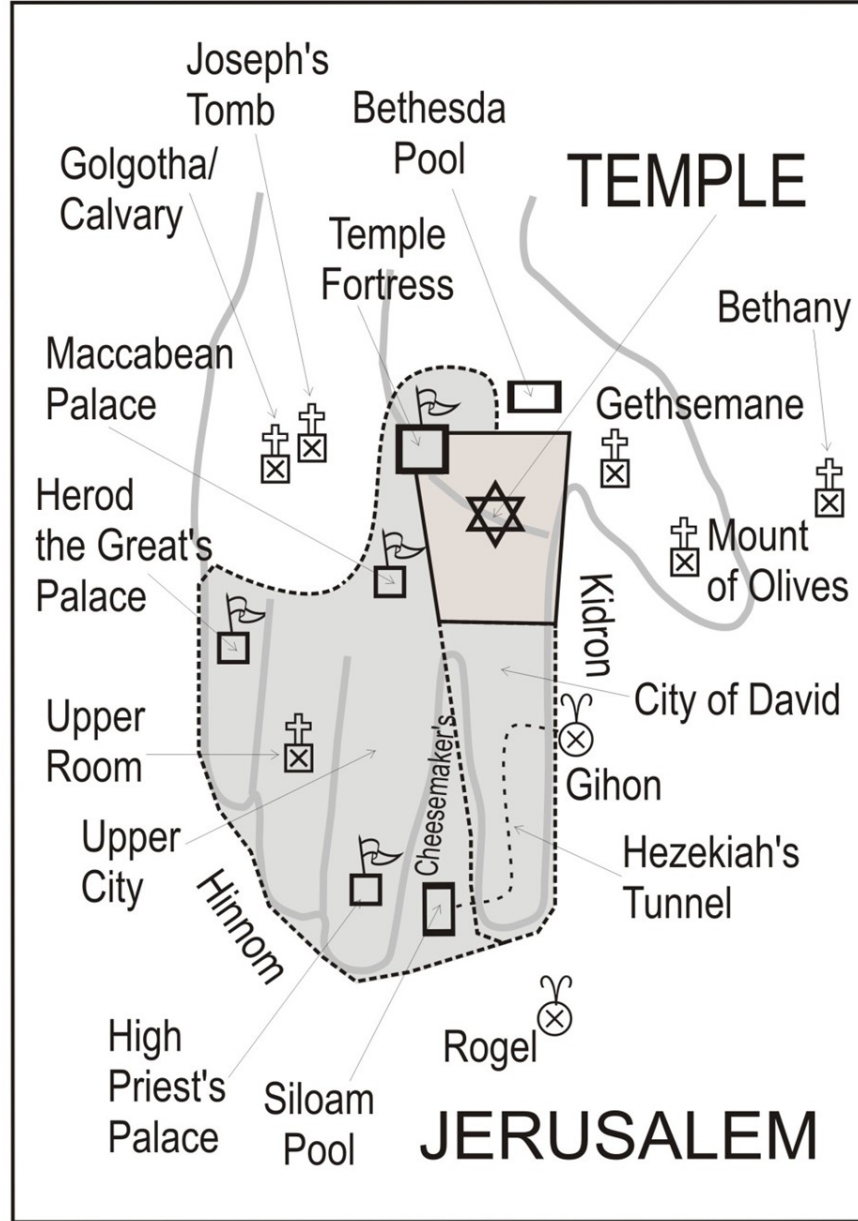 Joseph's
Tomb
Bethesda
Pool
Golgotha/
Calvary
TEMPLE
Temple
Fortress
Bethany
Maccabean
Palace
Gethsemane
Herod
the Great's
Palace
Mount
of Olives
Kidron
City of David
Upper
Room
Cheesemaker's
Gihon
Upper
City
Hezekiah's
Tunnel
Hinnom
High
Priest's
Palace
Siloam
Pool
Rogel
JERUSALEM